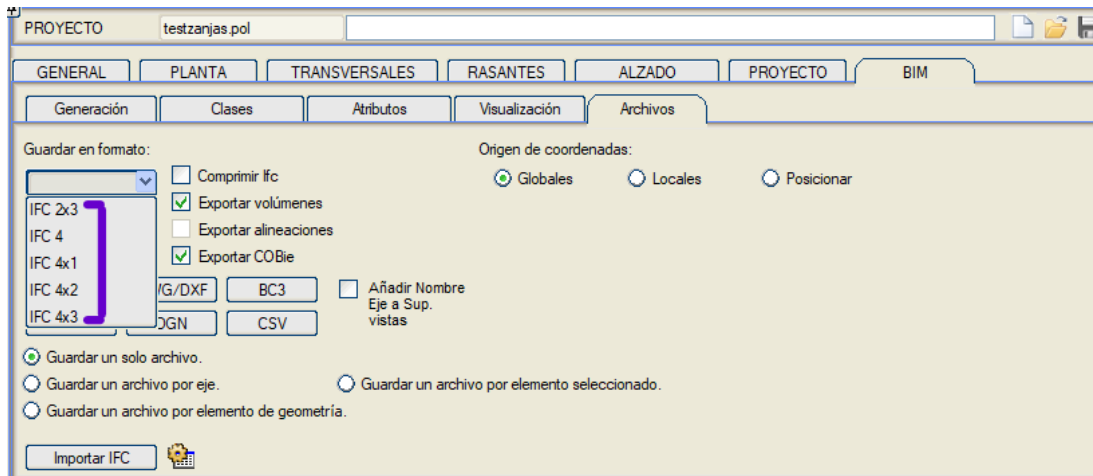 PROYECTO testzanjas.pol
GENERAL PLANTA TRANSVERSALES RASANTES ALZADO PROYECTO BIM
Generación Clases Atributos Visualización Archivos
Guardar en formato: Origen de coordenadas:
Comprimir Ifc Globales Locales Posicionar
IFC 2x3 Exportar volúmenes
IFC 4 Exportar alineaciones
IFC 4x1 Exportar COBie
IFC 4x2 /G/DXF BC3 Añadir Nombre
Eje a Sup.
IFC 4x3 DGN CSV vistas
Guardar un solo archivo.
Guardar un archivo por eje. Guardar un archivo por elemento seleccionado.
Guardar un archivo por elemento de geometría.
Importar IFC